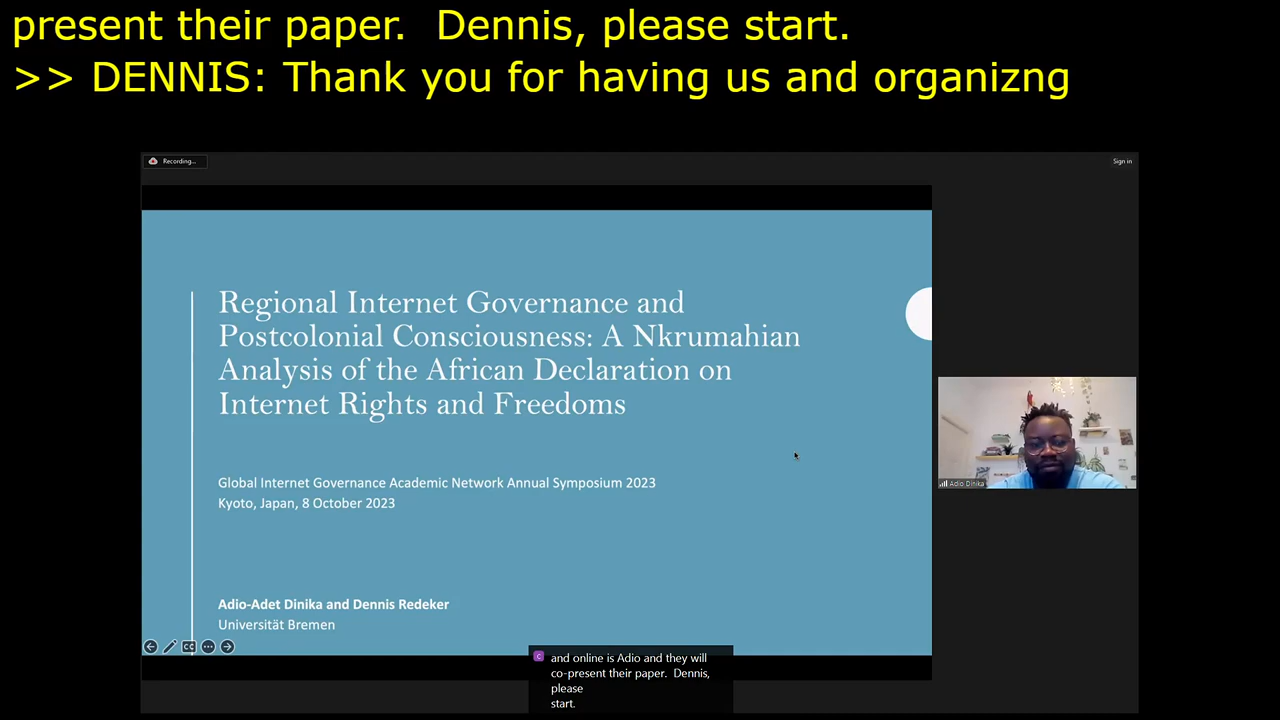 present their paper.  Dennis, please start.
>> DENNIS: Thank you for having us and organizng
Recording...
Sign in
Regional Internet Governance and
Postcolonial Consciousness: A Nkrumahian
Analysis of the African Declaration on
Internet Rights and Freedoms
Global Internet Governance Academic Network Annual Symposium 2023
Kyoto, Japan, 8 October 2023
Adio Dinika
Adio-Adet Dinika and Dennis Redeker
Universität Bremen
CC
C
and online is Adio and they will
co-present their paper.  Dennis,
please
start.